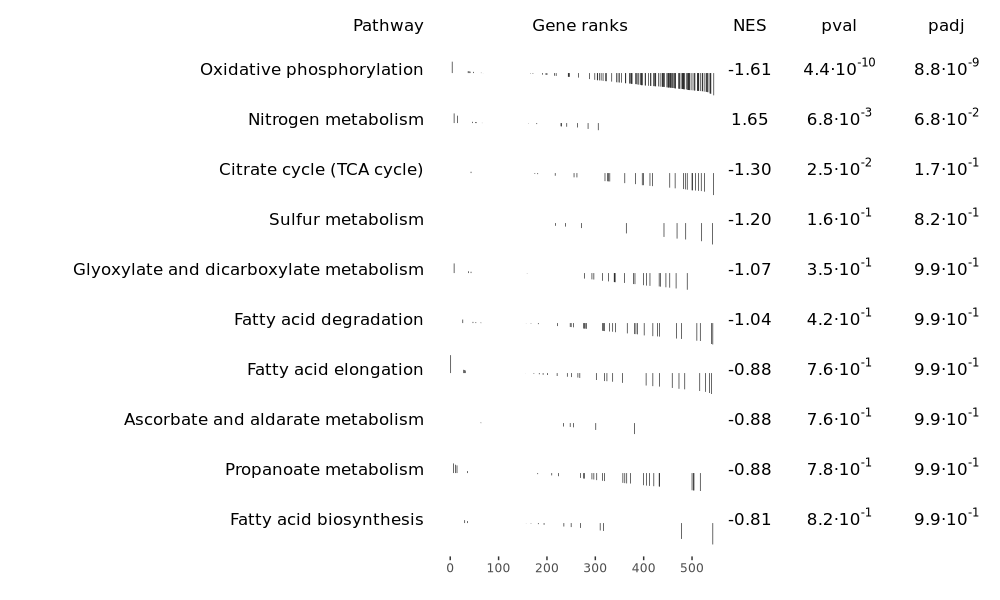 Pathway Gene ranks NES pval padj
Oxidative phosphorylation -1.61 4.4·10^-10 8.8·10^-9
Nitrogen metabolism 1.65 6.8·10^-3 6.8·10^-2
Citrate cycle (TCA cycle) -1.30 2.5·10^-2 1.7·10^-1
Sulfur metabolism -1.20 1.6·10^-1 8.2·10^-1
Glyoxylate and dicarboxylate metabolism -1.07 3.5·10^-1 9.9·10^-1
Fatty acid degradation -1.04 4.2·10^-1 9.9·10^-1
Fatty acid elongation -0.88 7.6·10^-1 9.9·10^-1
Ascorbate and aldarate metabolism -0.88 7.6·10^-1 9.9·10^-1
Propanoate metabolism -0.88 7.8·10^-1 9.9·10^-1
Fatty acid biosynthesis -0.81 8.2·10^-1 9.9·10^-1
0 100 200 300 400 500